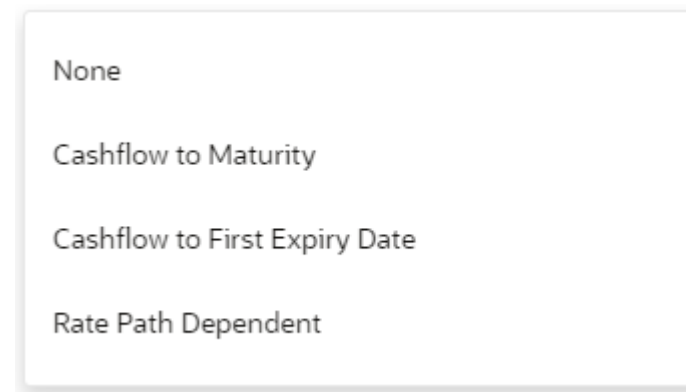 None
Cashflow to Maturity
Cashflow to First Expiry Date
Rate Path Dependent